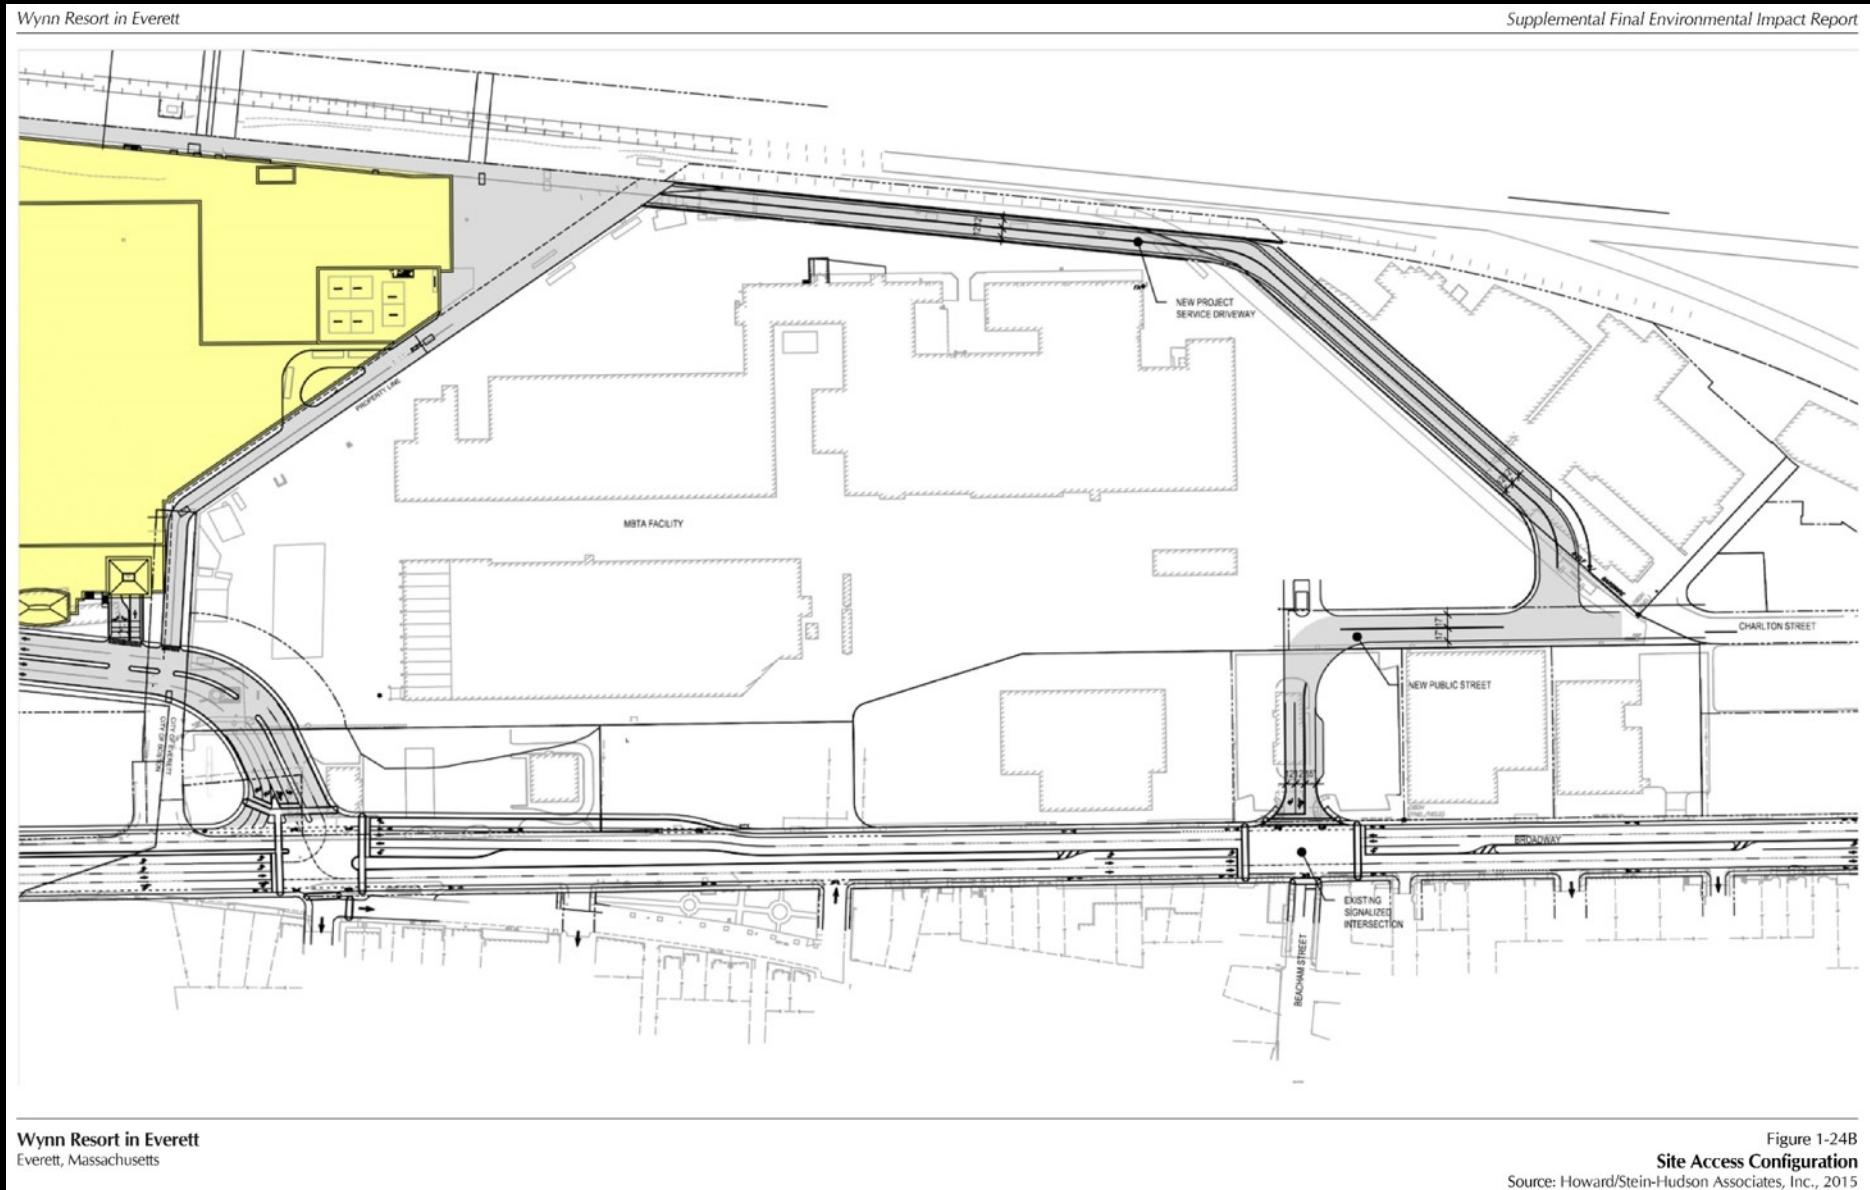 Wynn Resort in Everett
Supplemental Final Environmental Impact Report
NEW PROJECT
SERVICE DRIVEWAY
PROPERTY LINE
MBTA FACILITY
CHARLTON STREET
NEW PUBLIC STREET
CITY OF EVERETT
CITY OF BOSTON
BROADWAY
EXISTING
SIGNALIZED
INTERSECTION
BEACHAM STREET
Wynn Resort in Everett
Everett, Massachusetts
Figure 1-24B
Site Access Configuration
Source: Howard/Stein-Hudson Associates, Inc., 2015